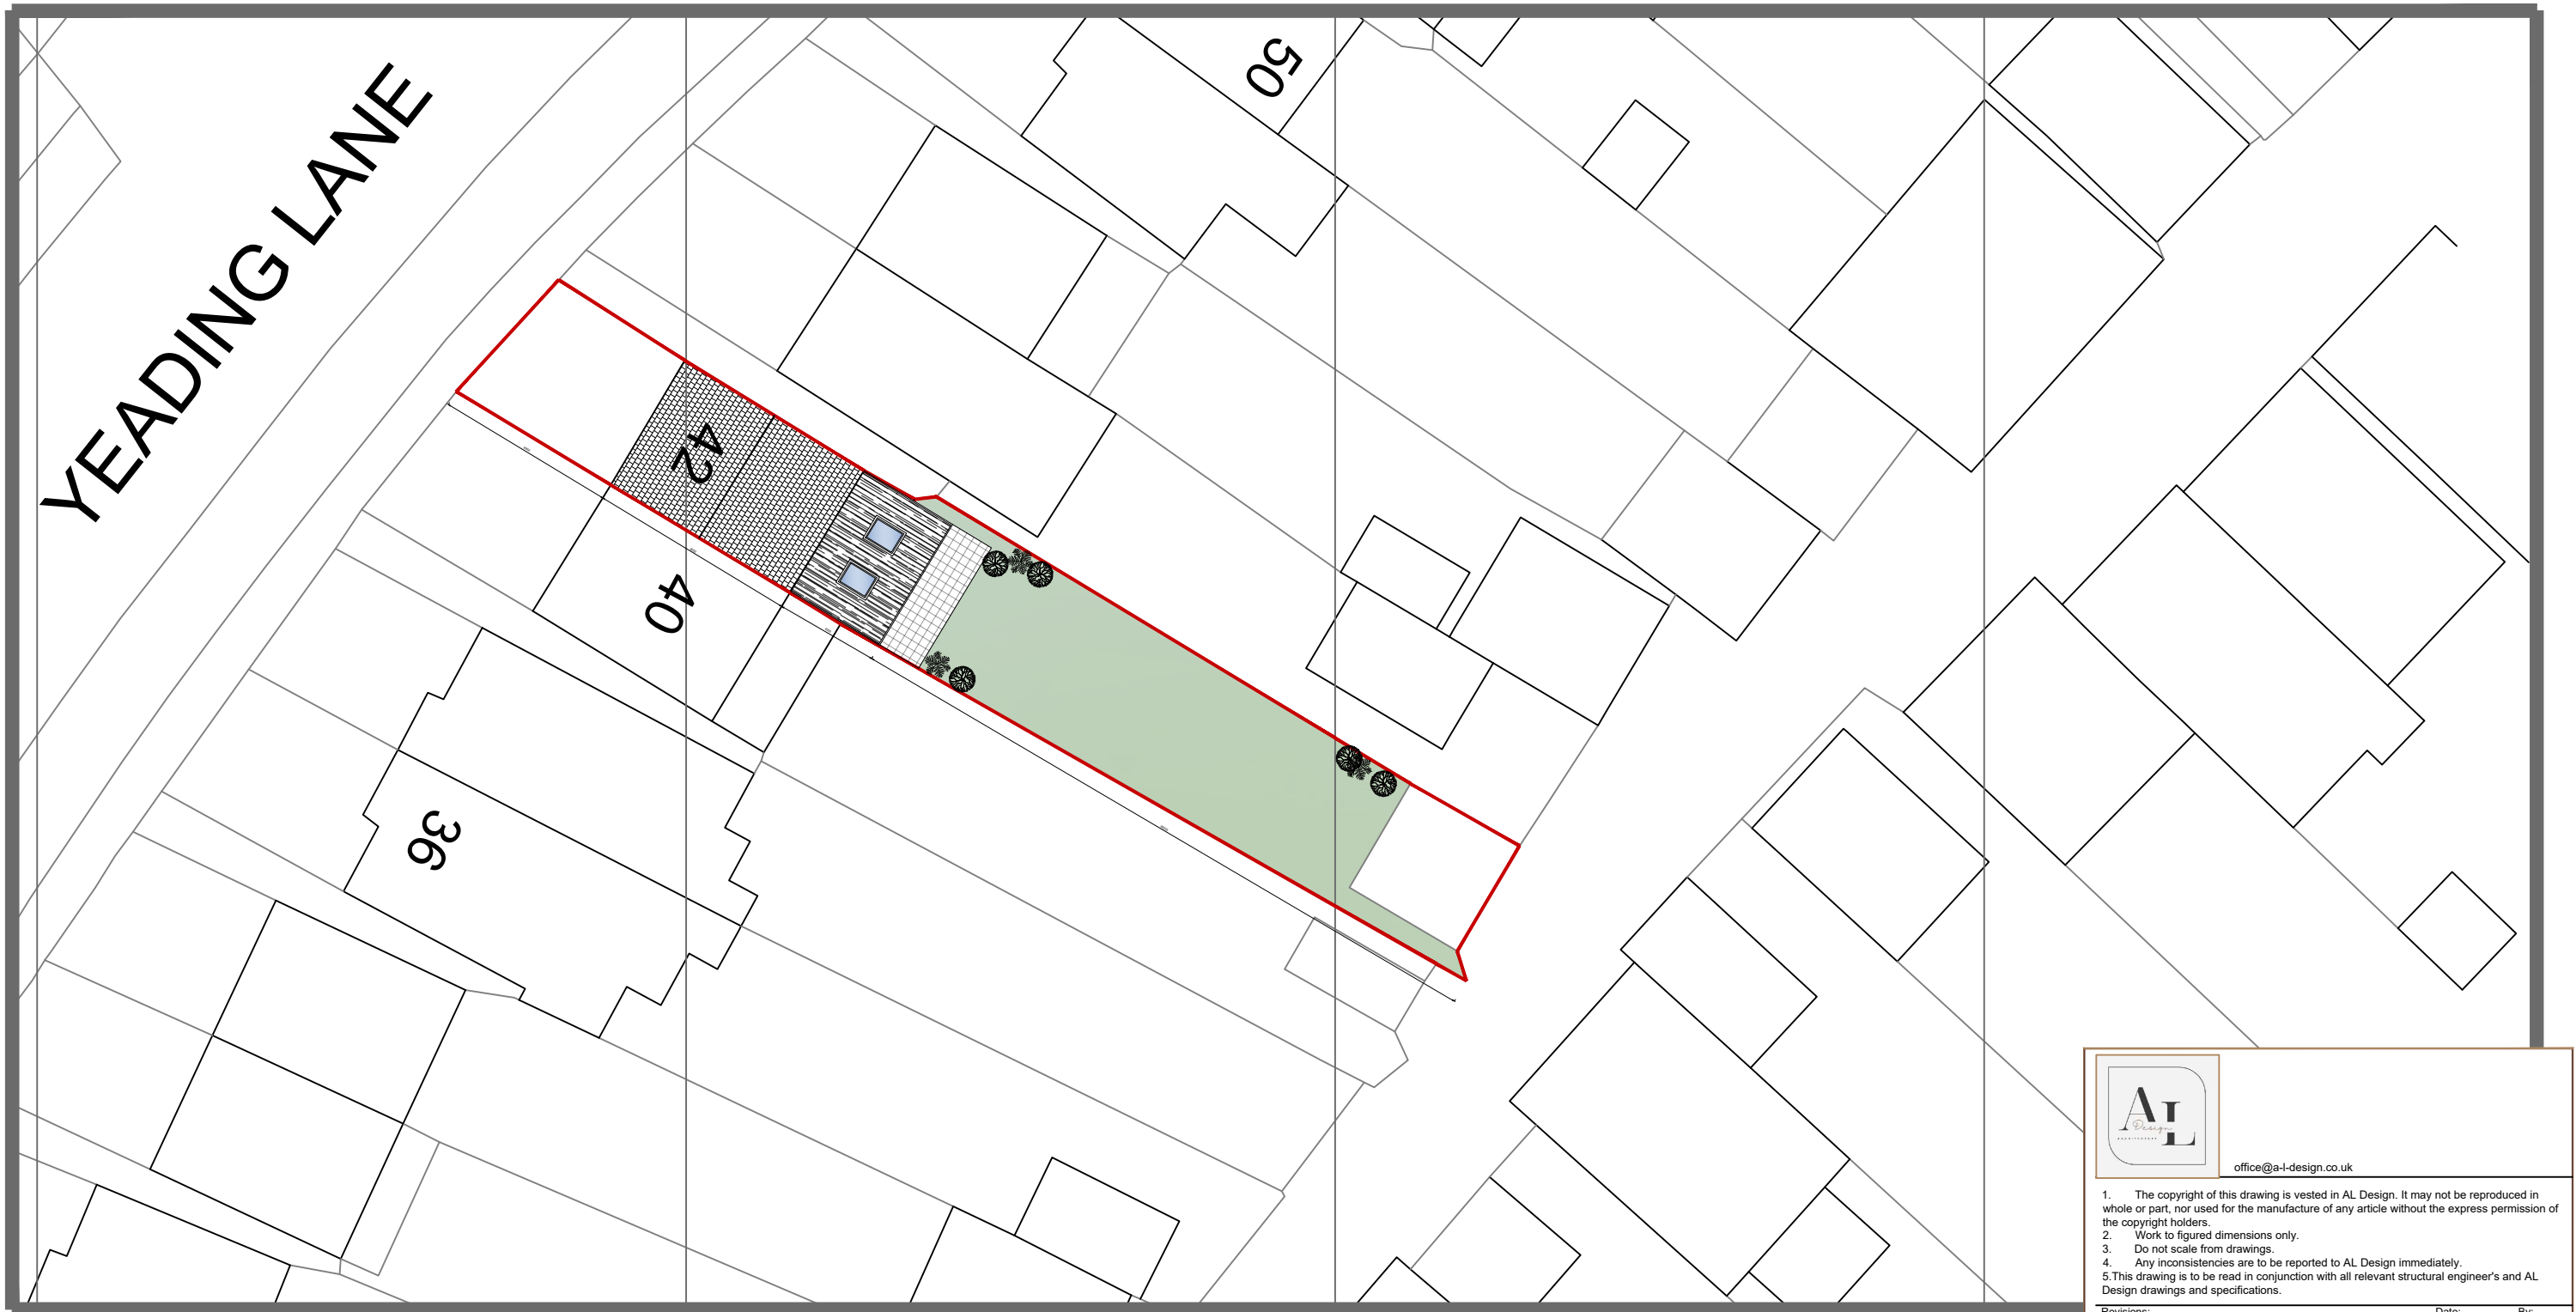 YEADING LANE
50
42
40
36
AL
Design
ARCHITECTURE
office@a-l-design.co.uk
1. The copyright of this drawing is vested in AL Design. It may not be reproduced in
whole or part, nor used for the manufacture of any article without the express permission of
the copyright holders.
2. Work to figured dimensions only.
3. Do not scale from drawings.
4. Any inconsistencies are to be reported to AL Design immediately.
5.This drawing is to be read in conjunction with all relevant structural engineer's and AL
Design drawings and specifications.
Revisions: Date: By: